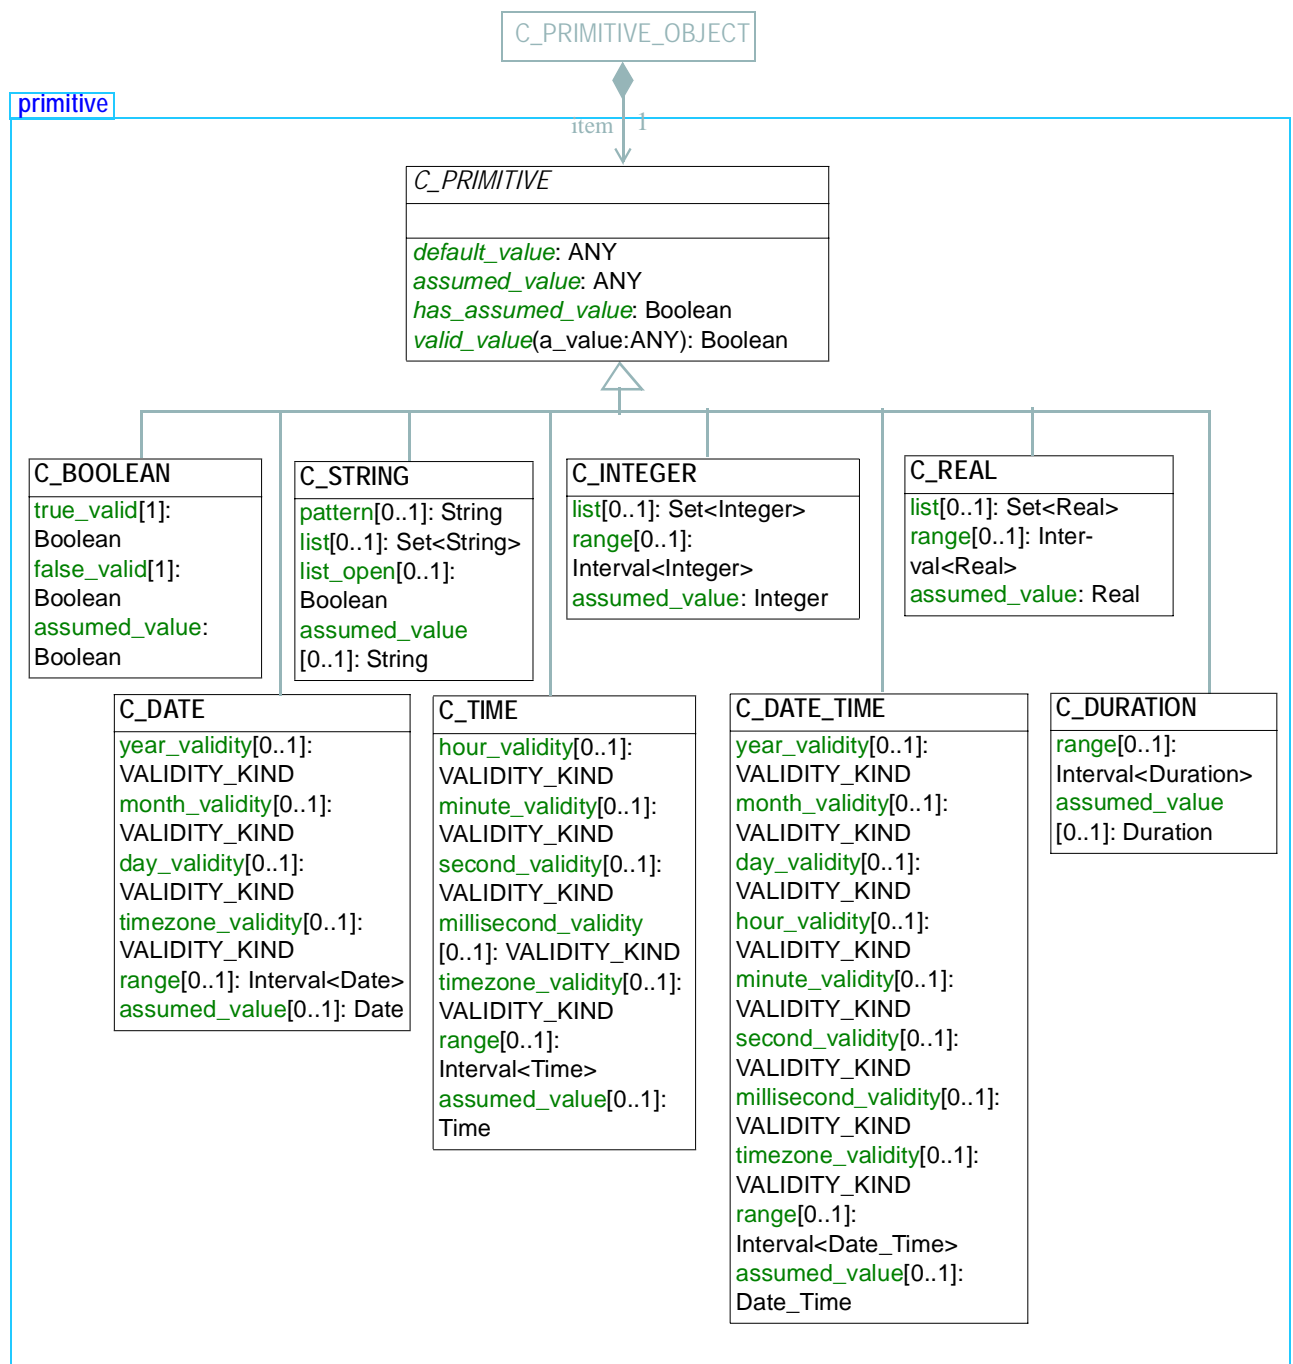 C_PRIMITIVE_OBJECT
primitive
item 1
C_PRIMITIVE
default_value: ANY
assumed_value: ANY
has_assumed_value: Boolean
valid_value(a_value:ANY): Boolean
C_BOOLEAN
true_valid[1]:
Boolean
false_valid[1]:
Boolean
assumed_value:
Boolean
C_STRING
pattern[0..1]: String
list[0..1]: Set<String>
list_open[0..1]:
Boolean
assumed_value
[0..1]: String
C_INTEGER
list[0..1]: Set<Integer>
range[0..1]:
Interval<Integer>
assumed_value: Integer
C_REAL
list[0..1]: Set<Real>
range[0..1]: Inter-
val<Real>
assumed_value: Real
C_DATE
year_validity[0..1]:
VALIDITY_KIND
month_validity[0..1]:
VALIDITY_KIND
day_validity[0..1]:
VALIDITY_KIND
timezone_validity[0..1]:
VALIDITY_KIND
range[0..1]: Interval<Date>
assumed_value[0..1]: Date
C_TIME
hour_validity[0..1]:
VALIDITY_KIND
minute_validity[0..1]:
VALIDITY_KIND
second_validity[0..1]:
VALIDITY_KIND
millisecond_validity
[0..1]: VALIDITY_KIND
timezone_validity[0..1]:
VALIDITY_KIND
range[0..1]:
Interval<Time>
assumed_value[0..1]:
Time
C_DATE_TIME
year_validity[0..1]:
VALIDITY_KIND
month_validity[0..1]:
VALIDITY_KIND
day_validity[0..1]:
VALIDITY_KIND
hour_validity[0..1]:
VALIDITY_KIND
minute_validity[0..1]:
VALIDITY_KIND
second_validity[0..1]:
VALIDITY_KIND
millisecond_validity[0..1]:
VALIDITY_KIND
timezone_validity[0..1]:
VALIDITY_KIND
range[0..1]:
Interval<Date_Time>
assumed_value[0..1]:
Date_Time
C_DURATION
range[0..1]:
Interval<Duration>
assumed_value
[0..1]: Duration